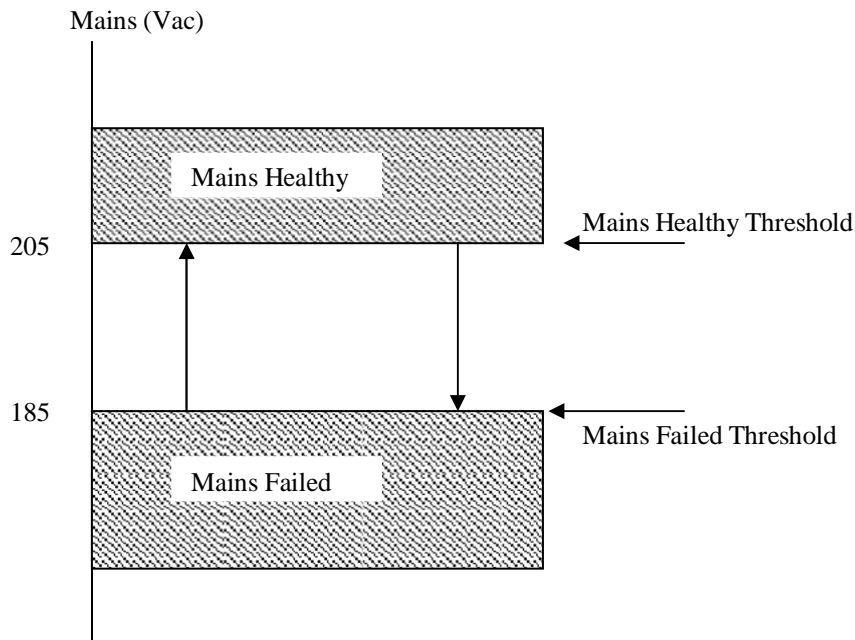 Mains (Vac)
Mains Healthy
Mains Healthy Threshold
205
185
Mains Failed Threshold
Mains Failed